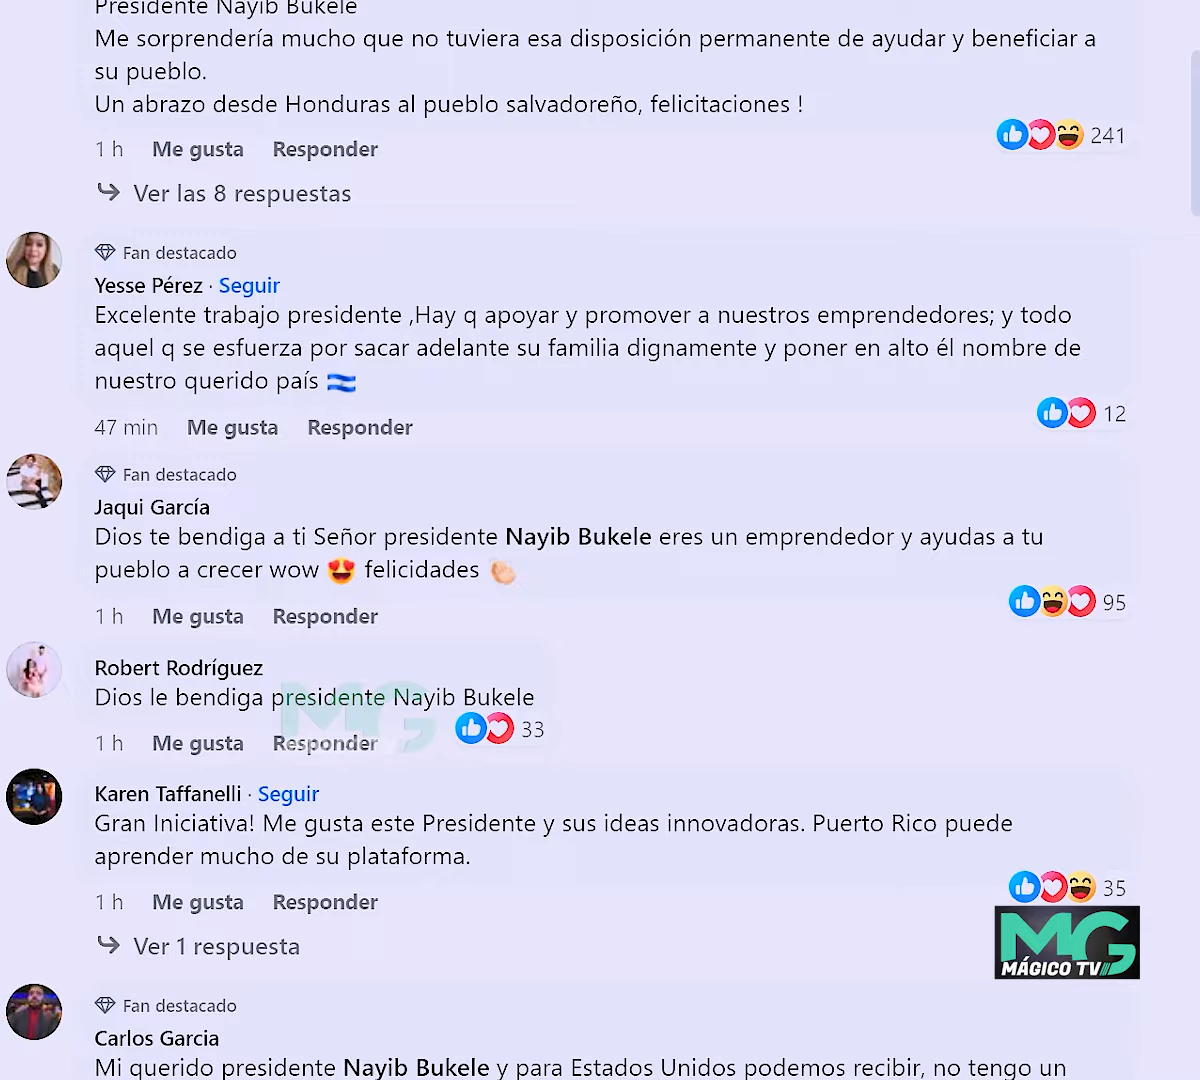 Presidente Nayib Bukele
Me sorprendería mucho que no tuviera esa disposición permanente de ayudar y beneficiar a
su pueblo.
Un abrazo desde Honduras al pueblo salvadoreño, felicitaciones !
241
1 h Me gusta Responder
Ver las 8 respuestas
Fan destacado
Yesse Pérez · Seguir
Excelente trabajo presidente ,Hay q apoyar y promover a nuestros emprendedores; y todo
aquel q se esfuerza por sacar adelante su familia dignamente y poner en alto él nombre de
nuestro querido país
12
47 min Me gusta Responder
Fan destacado
Jaqui García
Dios te bendiga a ti Señor presidente Nayib Bukele eres un emprendedor y ayudas a tu
pueblo a crecer wow 😍 felicidades 👏🏻
95
1 h Me gusta Responder
Robert Rodríguez
Dios le bendiga presidente Nayib Bukele
MG
33
1 h Me gusta Responder
Karen Taffanelli · Seguir
Gran Iniciativa! Me gusta este Presidente y sus ideas innovadoras. Puerto Rico puede
aprender mucho de su plataforma.
35
1 h Me gusta Responder
Ver 1 respuesta
MG
MÁGICO TV
Fan destacado
Carlos Garcia
Mi querido presidente Nayib Bukele y para Estados Unidos podemos recibir, no tengo un